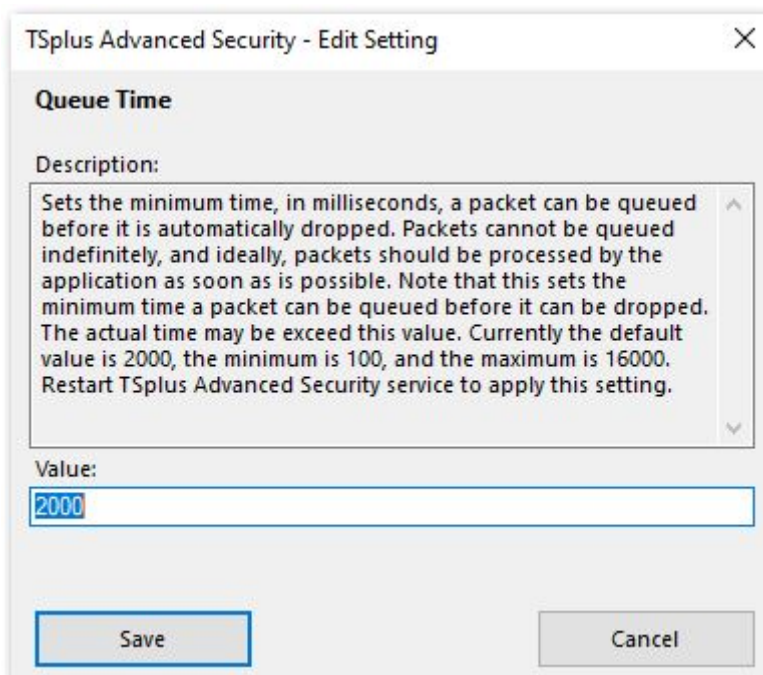 TSplus Advanced Security - Edit Setting
Queue Time
Description:
Sets the minimum time, in milliseconds, a packet can be queued
before it is automatically dropped. Packets cannot be queued
indefinitely, and ideally, packets should be processed by the
application as soon as is possible. Note that this sets the
minimum time a packet can be queued before it can be dropped.
The actual time may be exceed this value. Currently the default
value is 2000, the minimum is 100, and the maximum is 16000.
Restart TSplus Advanced Security service to apply this setting.
Value:
2000
Save Cancel